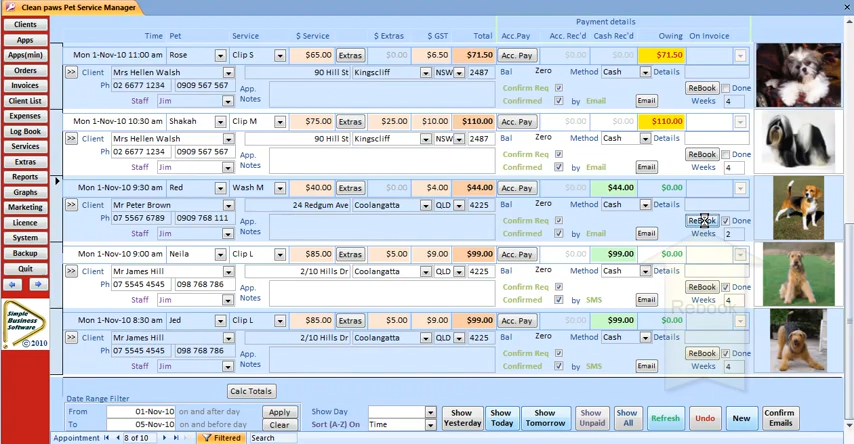 Clean paws Pet Service Manager
Payment details
Time Pet Service $ Service $ Extras $ GST Total Acc.Pay Acc. Rec'd Cash Rec'd Owing On Invoice
Clients
Apps
Apps(min)
Orders
Invoices
Client List
Expenses
Log Book
Services
Extras
Reports
Graphs
Marketing
Licence
System
Backup
Quit
Simple Business Software
©2010
Mon 1-Nov-10 11:00 am Rose Clip S $65.00 Extras $0.00 $6.50 $71.50 Acc. Pay $0.00 $0.00 $71.50
>> Client Mrs Hellen Walsh 90 Hill St Kingscliff NSW 2487 Bal Zero Method Cash Details
Ph 02 6677 1234 0909 567 567 App. Notes Confirm Req ReBook Done
Staff Jim Confirmed by Email Email Weeks 4
Mon 1-Nov-10 10:30 am Shakah Clip M $75.00 Extras $25.00 $10.00 $110.00 Acc. Pay $0.00 $0.00 $110.00
>> Client Mrs Hellen Walsh 90 Hill St Kingscliff NSW 2487 Bal Zero Method Cash Details
Ph 02 6677 1234 0909 567 567 App. Notes Confirm Req ReBook Done
Staff Jim Confirmed by Email Email Weeks 4
Mon 1-Nov-10 9:30 am Red Wash M $40.00 Extras $0.00 $4.00 $44.00 Acc. Pay $0.00 $44.00 $0.00
>> Client Mr Peter Brown 24 Redgum Ave Coolangatta QLD 4225 Bal Zero Method Cash Details
Ph 07 5567 6789 0909 768 111 App. Notes Confirm Req ReBook Done
Staff Jim Confirmed by Email Email Weeks 2
Mon 1-Nov-10 9:00 am Neila Clip L $85.00 Extras $5.00 $9.00 $99.00 Acc. Pay $0.00 $99.00 $0.00
>> Client Mr James Hill 2/10 Hills Dr Coolangatta QLD 4225 Bal Zero Method Cash Details
Ph 07 5545 4545 098 768 786 App. Notes Confirm Req ReBook Done
Staff Jim Confirmed by SMS Email Weeks 4
Rebook
Mon 1-Nov-10 8:30 am Jed Clip L $85.00 Extras $5.00 $9.00 $99.00 Acc. Pay $0.00 $99.00 $0.00
>> Client Mr James Hill 2/10 Hills Dr Coolangatta QLD 4225 Bal Zero Method Cash Details
Ph 07 5545 4545 098 768 786 App. Notes Confirm Req ReBook Done
Staff Jim Confirmed by SMS Email Weeks 4
Calc Totals
Date Range Filter
From 01-Nov-10 on and after day Apply
To 05-Nov-10 on and before day Clear
Show Day
Sort (A-Z) On Time
Show Yesterday
Show Today
Show Tomorrow
Show Unpaid
Show All
Refresh
Undo
New
Confirm Emails
Appointment 8 of 10 Filtered Search